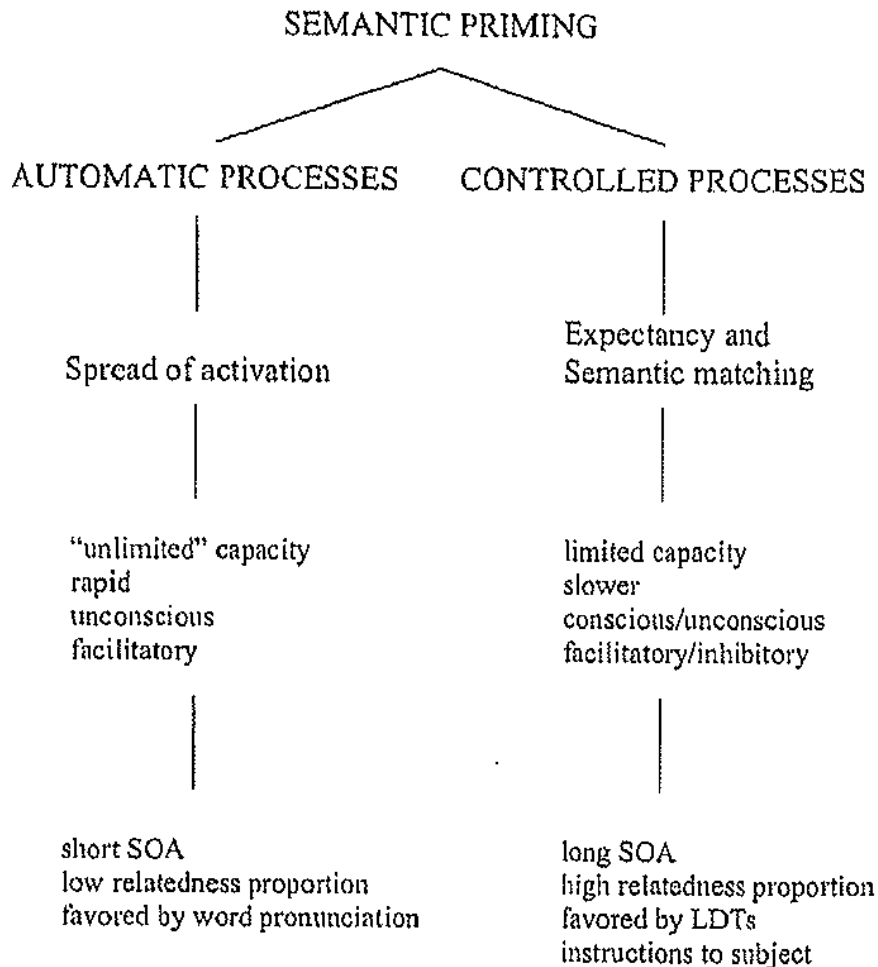 SEMANTIC PRIMING
AUTOMATIC PROCESSES
CONTROLLED PROCESSES
Spread of activation
Expectancy and
Semantic matching
“unlimited” capacity
rapid
unconscious
facilitatory
limited capacity
slower
conscious/unconscious
facilitatory/inhibitory
short SOA
low relatedness proportion
favored by word pronunciation
long SOA
high relatedness proportion
favored by LDTs
instructions to subject